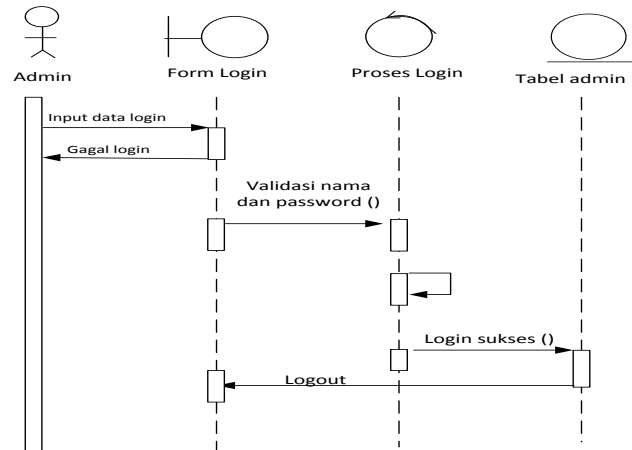 Admin
Form Login
Proses Login
Tabel admin
Input data login
Gagal login
Validasi nama
dan password ()
Login sukses ()
Logout